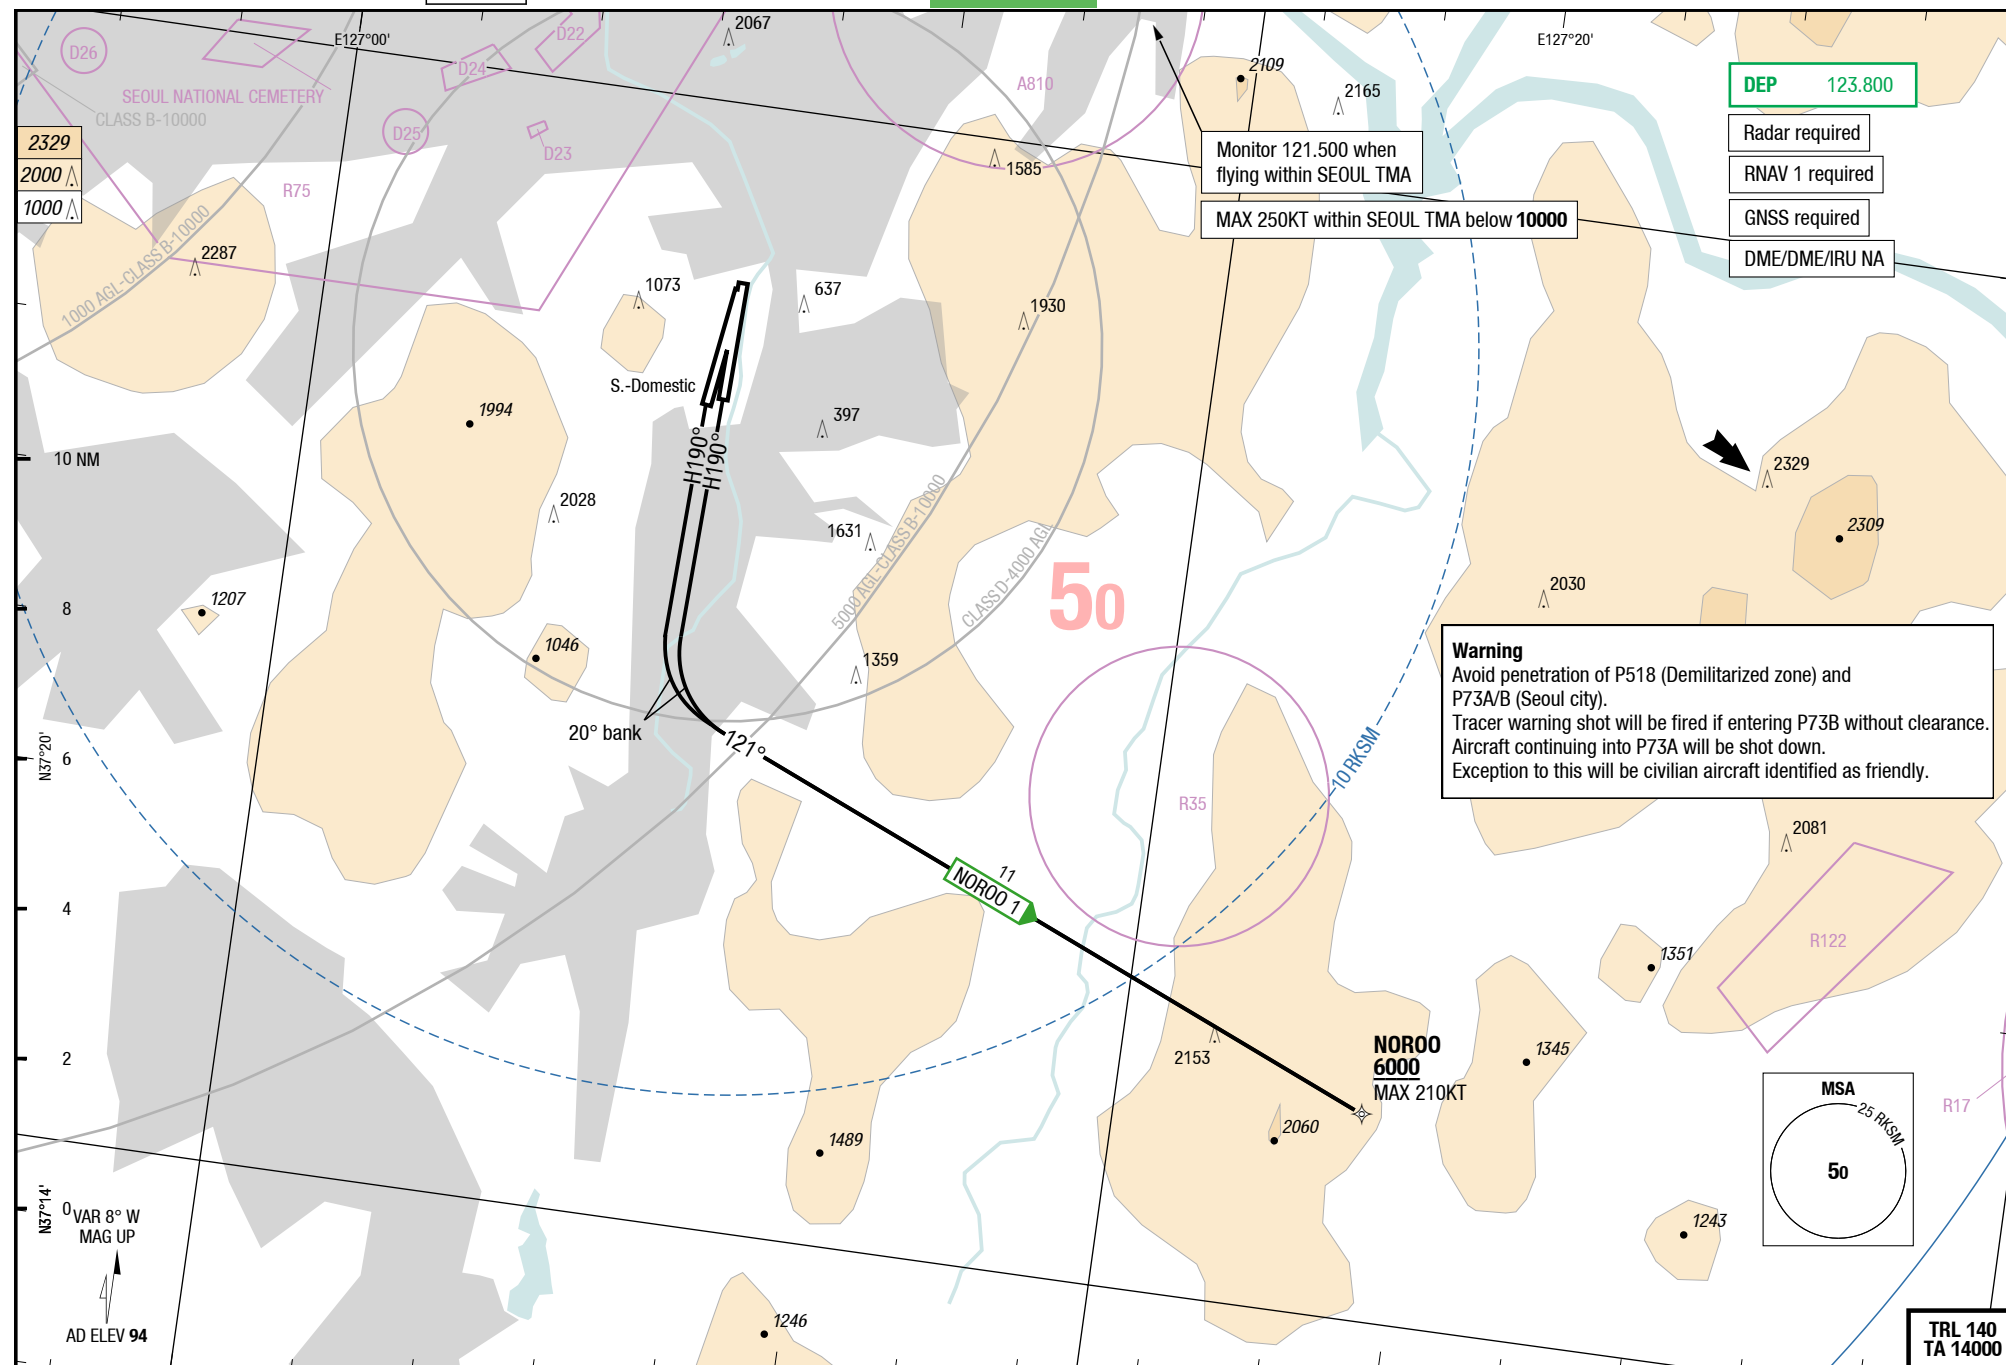 2067
E127°00'
E127°20'
D26
D22
D24
SEOUL NATIONAL CEMETERY
CLASS B-10000
D25
D23
A810
2109
2165
DEP 123.800
Radar required
RNAV 1 required
GNSS required
DME/DME/IRU NA
Monitor 121.500 when
flying within SEOUL TMA
MAX 250KT within SEOUL TMA below 10000
2329
2000
1000
R75
1585
2287
1000 AGL-CLASS B-10000
1073
637
1930
S.-Domestic
1994
397
H190°
H190°
10 NM
2028
1631
5000 AGL-CLASS B-10000
CLASS D-4000 AGL
50
2329
2309
2030
8
1207
1046
1359
20° bank
121°
Warning
Avoid penetration of P518 (Demilitarized zone) and
P73A/B (Seoul city).
Tracer warning shot will be fired if entering P73B without clearance.
Aircraft continuing into P73A will be shot down.
Exception to this will be civilian aircraft identified as friendly.
N37°20'
6
10 RKSM
R35
2081
11
NOROO 1
4
R122
1351
2
2153
NOROO
6000
MAX 210KT
1345
2060
1489
MSA
25 RKSM
50
R17
N37°14'
0
VAR 8° W
MAG UP
AD ELEV 94
1243
1246
TRL 140
TA 14000